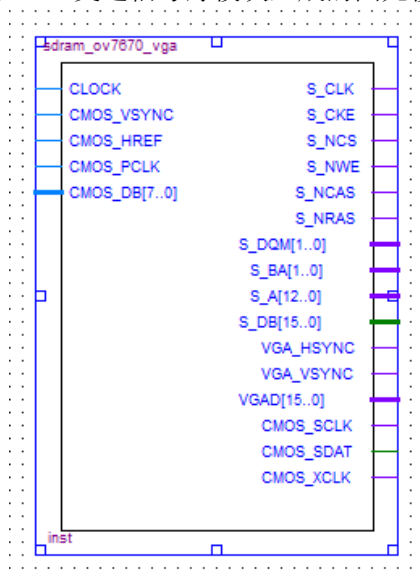 sdram_ov7670_vga
CLOCK
CMOS_VSYNC
CMOS_HREF
CMOS_PCLK
CMOS_DB[7..0]
S_CLK
S_CKE
S_NCS
S_NWE
S_NCAS
S_NRAS
S_DQM[1..0]
S_BA[1..0]
S_A[12..0]
S_DB[15..0]
VGA_HSYNC
VGA_VSYNC
VGAD[15..0]
CMOS_SCLK
CMOS_SDAT
CMOS_XCLK
inst